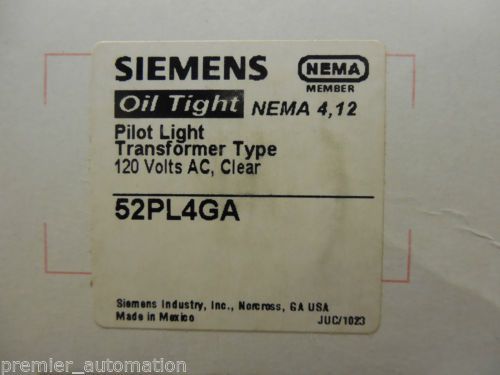 SIEMENS
NEMA
MEMBER
Oil Tight NEMA 4,12
Pilot Light
Transformer Type
120 Volts AC, Clear
52PL4GA
Siemens Industry, Inc., Norcross, GA USA
Made in Mexico JUC/1023
premier_automation